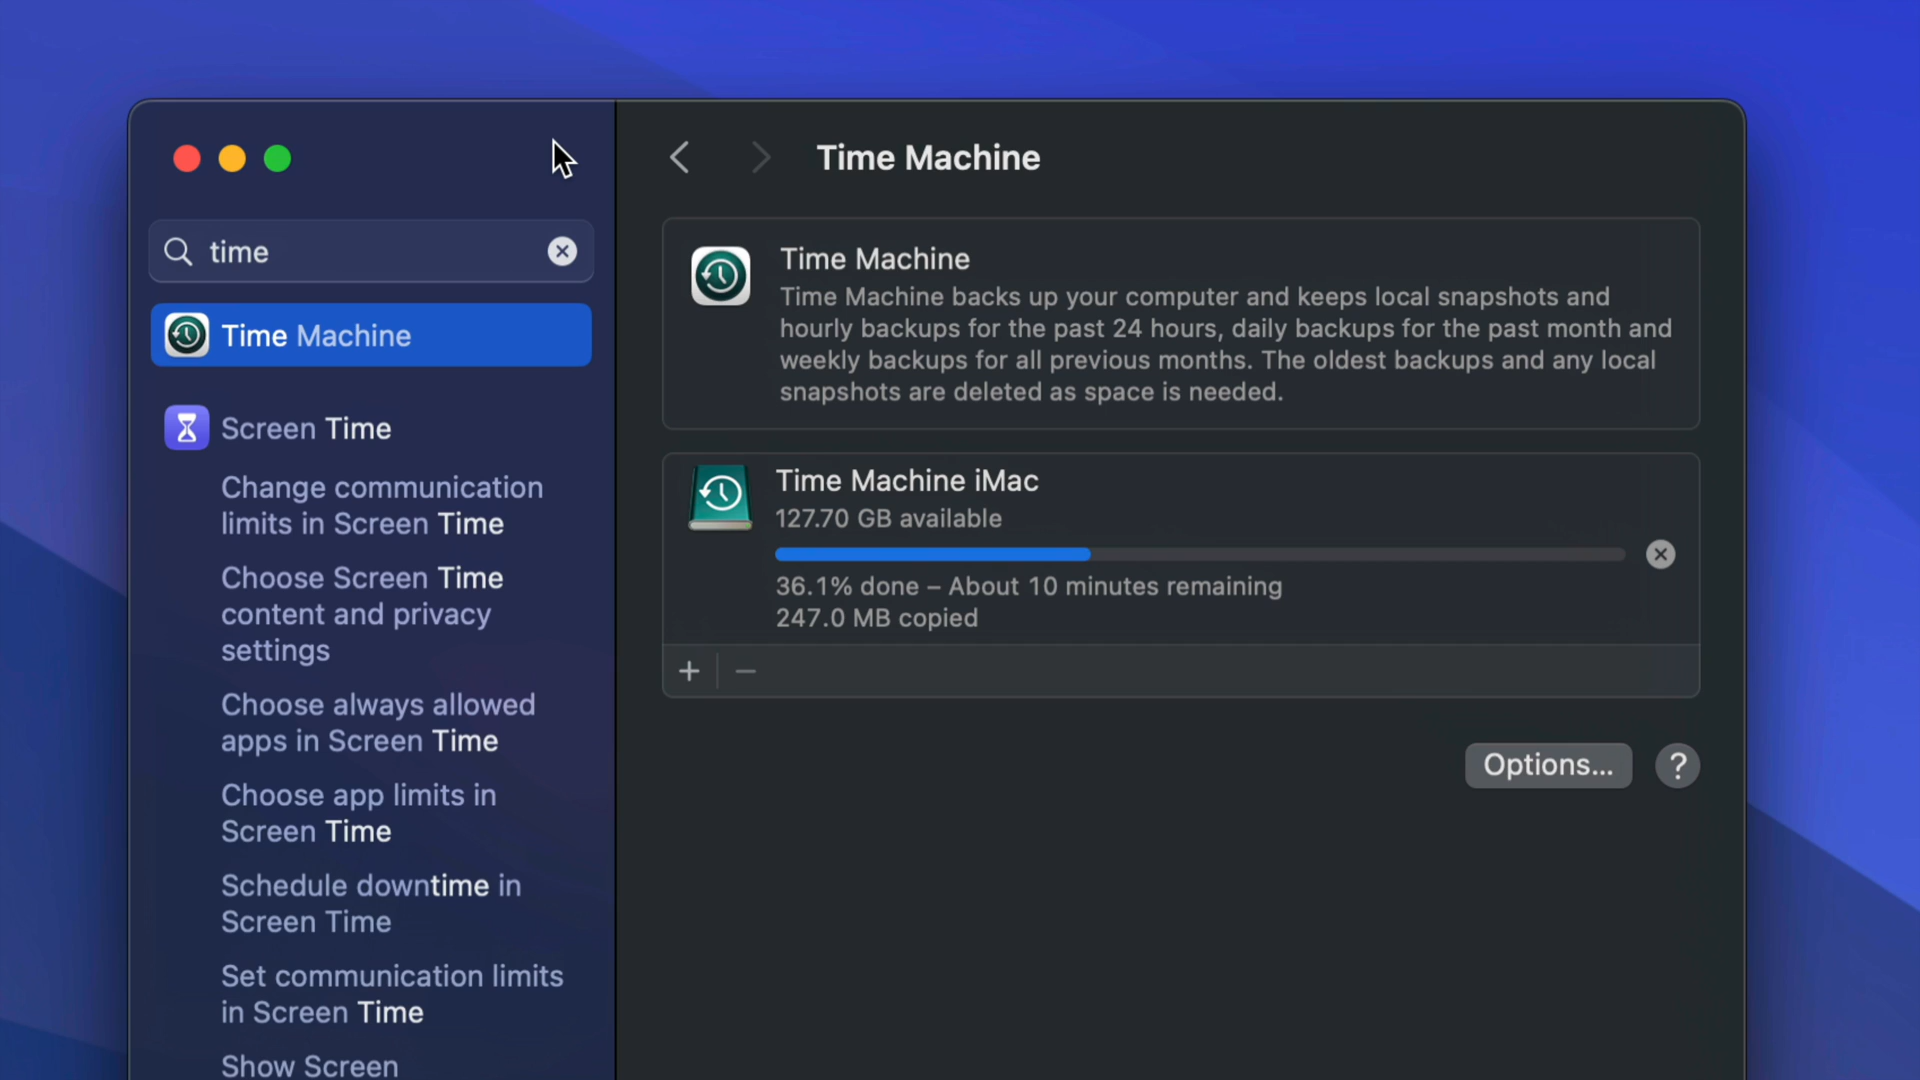 time
Time Machine
Screen Time
Change communication
limits in Screen Time
Choose Screen Time
content and privacy
settings
Choose always allowed
apps in Screen Time
Choose app limits in
Screen Time
Schedule downtime in
Screen Time
Set communication limits
in Screen Time
Show Screen
Time Machine
Time Machine
Time Machine backs up your computer and keeps local snapshots and
hourly backups for the past 24 hours, daily backups for the past month and
weekly backups for all previous months. The oldest backups and any local
snapshots are deleted as space is needed.
Time Machine iMac
127.70 GB available
36.1% done – About 10 minutes remaining
247.0 MB copied
Options...
?